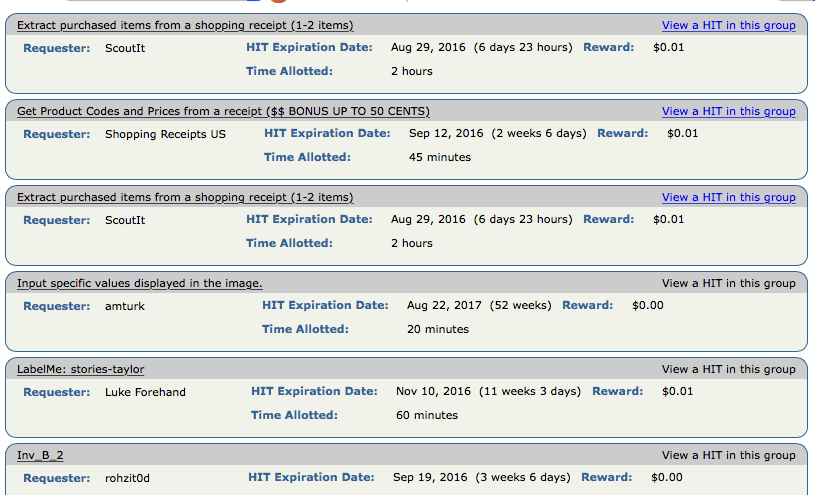 Extract purchased items from a shopping receipt (1-2 items) View a HIT in this group
Requester: ScoutIt HIT Expiration Date: Aug 29, 2016 (6 days 23 hours) Reward: $0.01
Time Allotted: 2 hours
Get Product Codes and Prices from a receipt ($$ BONUS UP TO 50 CENTS) View a HIT in this group
Requester: Shopping Receipts US HIT Expiration Date: Sep 12, 2016 (2 weeks 6 days) Reward: $0.01
Time Allotted: 45 minutes
Extract purchased items from a shopping receipt (1-2 items) View a HIT in this group
Requester: ScoutIt HIT Expiration Date: Aug 29, 2016 (6 days 23 hours) Reward: $0.01
Time Allotted: 2 hours
Input specific values displayed in the image. View a HIT in this group
Requester: amturk HIT Expiration Date: Aug 22, 2017 (52 weeks) Reward: $0.00
Time Allotted: 20 minutes
LabelMe: stories-taylor View a HIT in this group
Requester: Luke Forehand HIT Expiration Date: Nov 10, 2016 (11 weeks 3 days) Reward: $0.01
Time Allotted: 60 minutes
Inv_B_2 View a HIT in this group
Requester: rohzit0d HIT Expiration Date: Sep 19, 2016 (3 weeks 6 days) Reward: $0.00